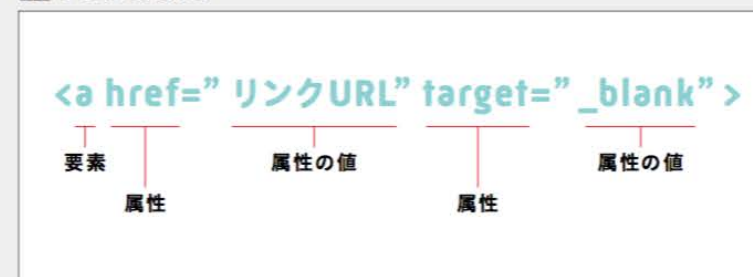 <a href=”リンクURL” target=”_blank”>
要素 属性の値 属性の値
属性 属性